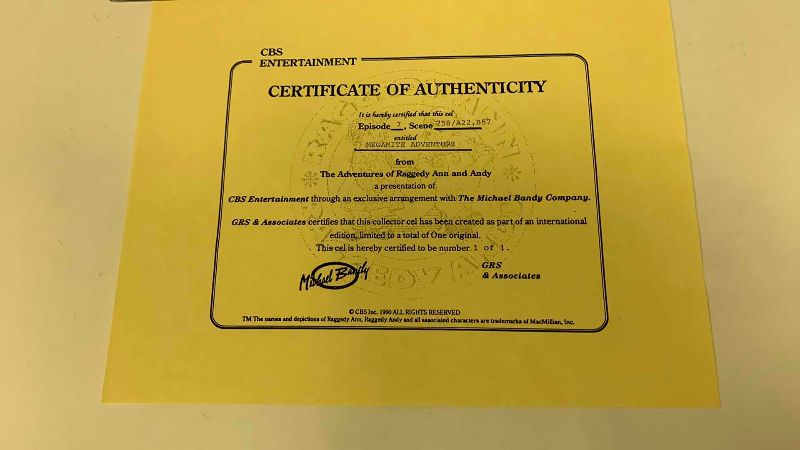 CBS
ENTERTAINMENT
CERTIFICATE OF AUTHENTICITY
It is hereby certified that this cel
Episode 7, Scene 258/A22,B57
entitled
MEGAMITE ADVENTURE
from
The Adventures of Raggedy Ann and Andy
a presentation of
CBS Entertainment through an exclusive arrangement with The Michael Bandy Company.
GRS & Associates certifies that this collector cel has been created as part of an international
edition, limited to a total of One original.
This cel is hereby certified to be number 1 of 1.
Michael Bandy
GRS
& Associates
© CBS Inc. 1990 ALL RIGHTS RESERVED
TM The names and depictions of Raggedy Ann, Raggedy Andy and all associated characters are trademarks of MacMillian, Inc.